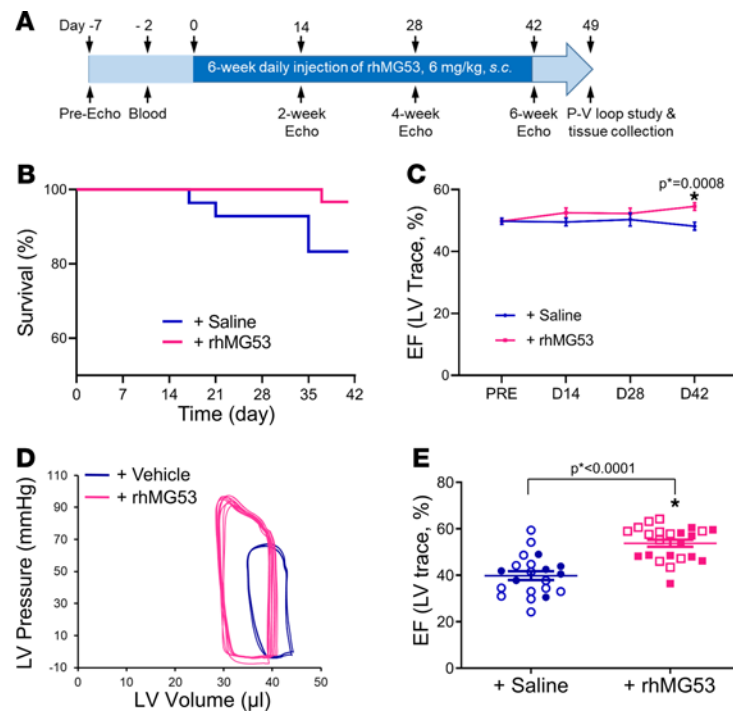 A
Day -7 - 2 0 14 28 42 49
6-week daily injection of rhMG53, 6 mg/kg, s.c.
Pre-Echo Blood 2-week Echo 4-week Echo 6-week Echo P-V loop study & tissue collection
B
Survival (%)
100
80
60
+ Saline
+ rhMG53
0 7 14 21 28 35 42
Time (day)
C
p*=0.0008
*
EF (LV Trace, %)
60
40
20
0
+ Saline
+ rhMG53
PRE D14 D28 D42
D
+ Vehicle
+ rhMG53
LV Pressure (mmHg)
110
90
70
50
30
10
-10
0 10 20 30 40 50
LV Volume (µl)
E
p*<0.0001
*
EF (LV trace, %)
80
60
40
20
0
+ Saline + rhMG53